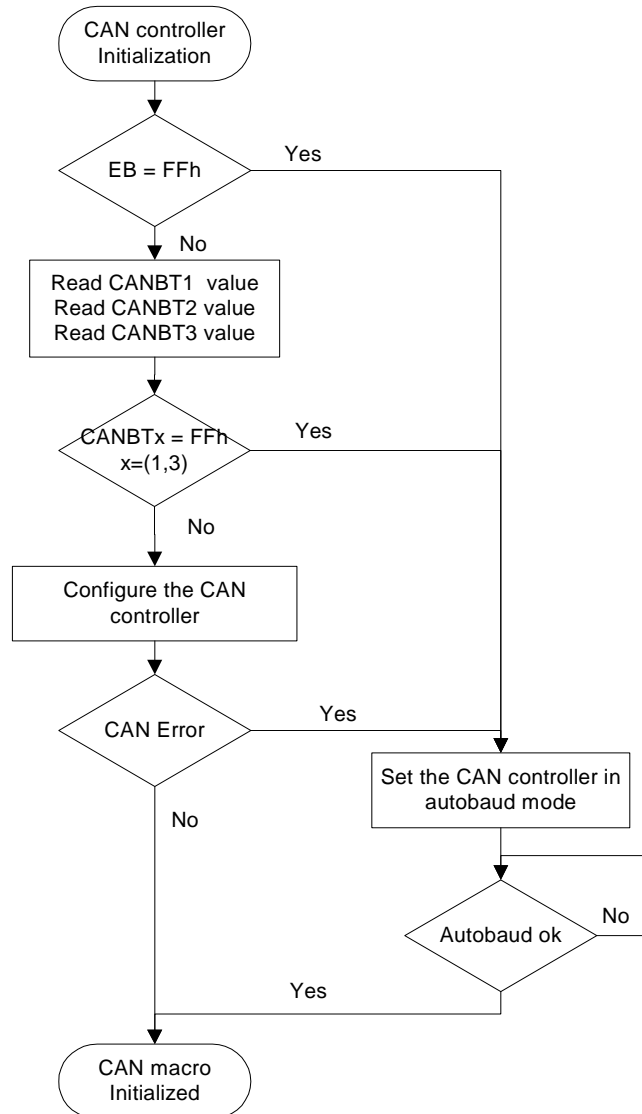 CAN controller
Initialization
EB = FFh
Yes
No
Read CANBT1  value
Read CANBT2 value
Read CANBT3 value
CANBTx = FFh
x=(1,3)
Yes
No
Configure the CAN
controller
CAN Error
Yes
No
Set the CAN controller in
autobaud mode
Autobaud ok
No
Yes
CAN macro
Initialized